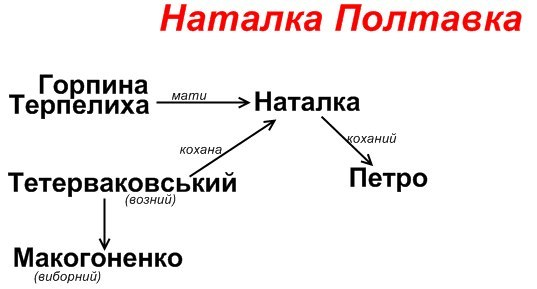 Наталка Полтавка
Горпина
Терпелиха
мати
Наталка
кохана
коханий
Тетерваковський
(возний)
Петро
Макогоненко
(виборний)